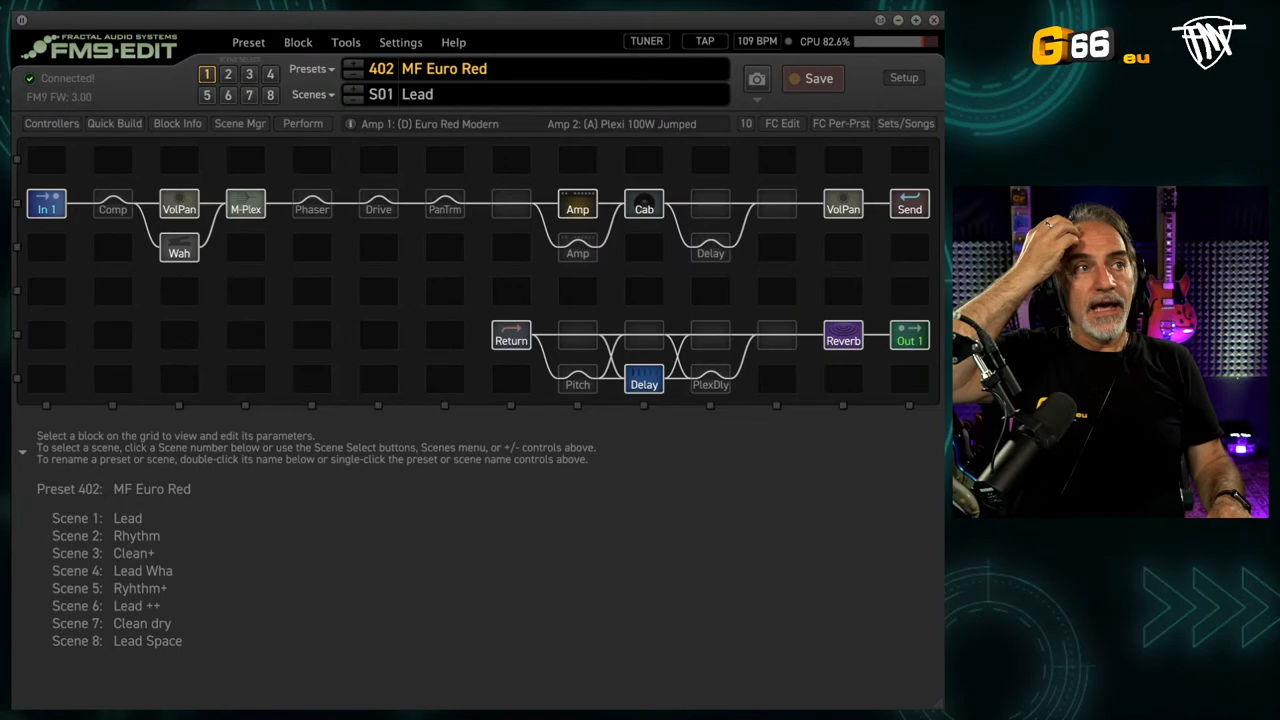 FRACTAL AUDIO SYSTEMS
FM9-EDIT
Preset Block Tools Settings Help
TUNER TAP 109 BPM CPU 82.6%
G66 eu
FMT
SCENE SELECT
1 2 3 4
5 6 7 8
Presets 402 MF Euro Red
Scenes S01 Lead
Save Setup
Connected!
FM9 FW: 3.00
Controllers Quick Build Block Info Scene Mgr Perform Amp 1: (D) Euro Red Modern Amp 2: (A) Plexi 100W Jumped 10 FC Edit FC Per-Prst Sets/Songs
In 1 Comp VolPan M-Plex Phaser Drive PanTrm Amp Cab VolPan Send
Wah Amp Delay
Return Reverb Out 1
Pitch Delay PlexDly
Select a block on the grid to view and edit its parameters.
To select a scene, click a Scene number below or use the Scene Select buttons, Scenes menu, or +/- controls above.
To rename a preset or scene, double-click its name below or single-click the preset or scene name controls above.
Preset 402: MF Euro Red
Scene 1: Lead
Scene 2: Rhythm
Scene 3: Clean+
Scene 4: Lead Wha
Scene 5: Ryhthm+
Scene 6: Lead ++
Scene 7: Clean dry
Scene 8: Lead Space